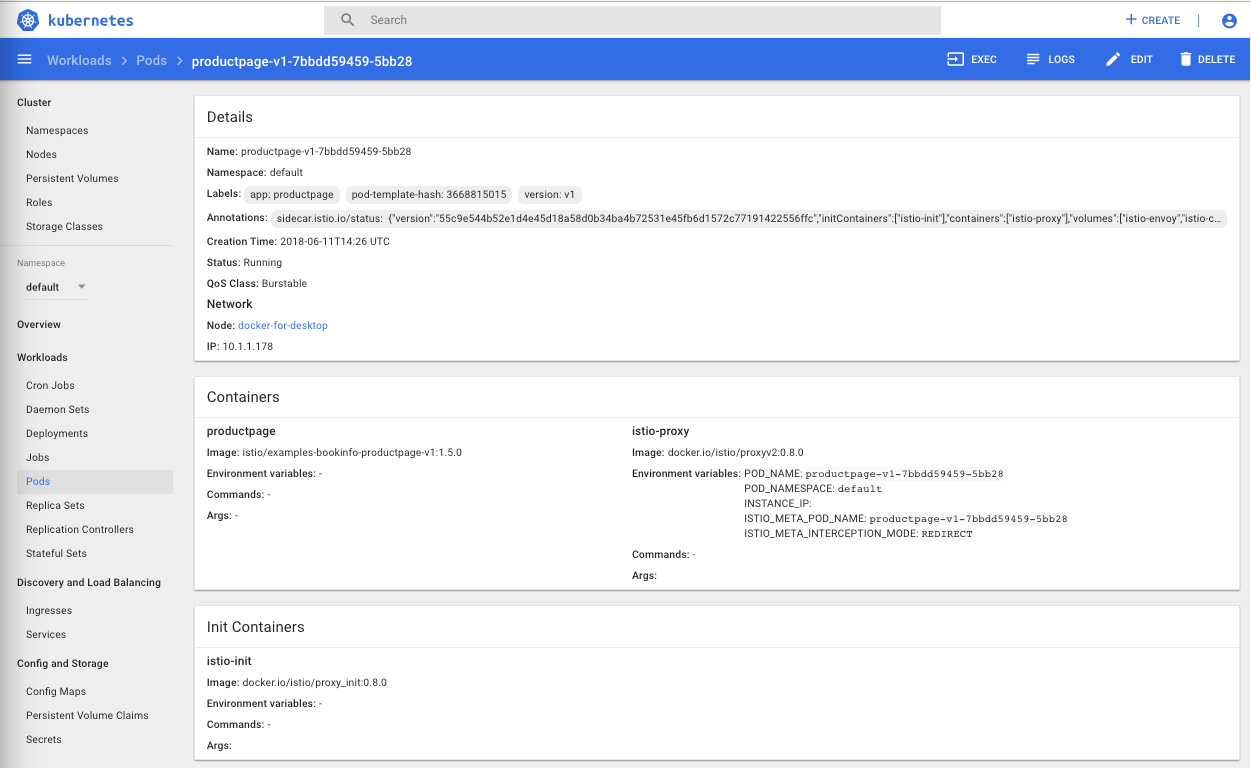 kubernetes
Search
+ CREATE |
Workloads > Pods > productpage-v1-7bbdd59459-5bb28
EXEC LOGS EDIT DELETE
Cluster
Namespaces
Nodes
Persistent Volumes
Roles
Storage Classes
Namespace
default
Overview
Workloads
Cron Jobs
Daemon Sets
Deployments
Jobs
Pods
Replica Sets
Replication Controllers
Stateful Sets
Discovery and Load Balancing
Ingresses
Services
Config and Storage
Config Maps
Persistent Volume Claims
Secrets
Details
Name: productpage-v1-7bbdd59459-5bb28
Namespace: default
Labels: app: productpage pod-template-hash: 3668815015 version: v1
Annotations: sidecar.istio.io/status: {"version":"55c9e544b52e1d4e45d18a58d0b34ba4b72531e45fb6d1572c77191422556ffc","initContainers":["istio-init"],"containers":["istio-proxy"],"volumes":["istio-envoy","istio-c...
Creation Time: 2018-06-11T14:26 UTC
Status: Running
QoS Class: Burstable
Network
Node: docker-for-desktop
IP: 10.1.1.178
Containers
productpage
Image: istio/examples-bookinfo-productpage-v1:1.5.0
Environment variables: -
Commands: -
Args: -
istio-proxy
Image: docker.io/istio/proxyv2:0.8.0
Environment variables: POD_NAME: productpage-v1-7bbdd59459-5bb28
POD_NAMESPACE: default
INSTANCE_IP:
ISTIO_META_POD_NAME: productpage-v1-7bbdd59459-5bb28
ISTIO_META_INTERCEPTION_MODE: REDIRECT
Commands: -
Args:
Init Containers
istio-init
Image: docker.io/istio/proxy_init:0.8.0
Environment variables: -
Commands: -
Args: